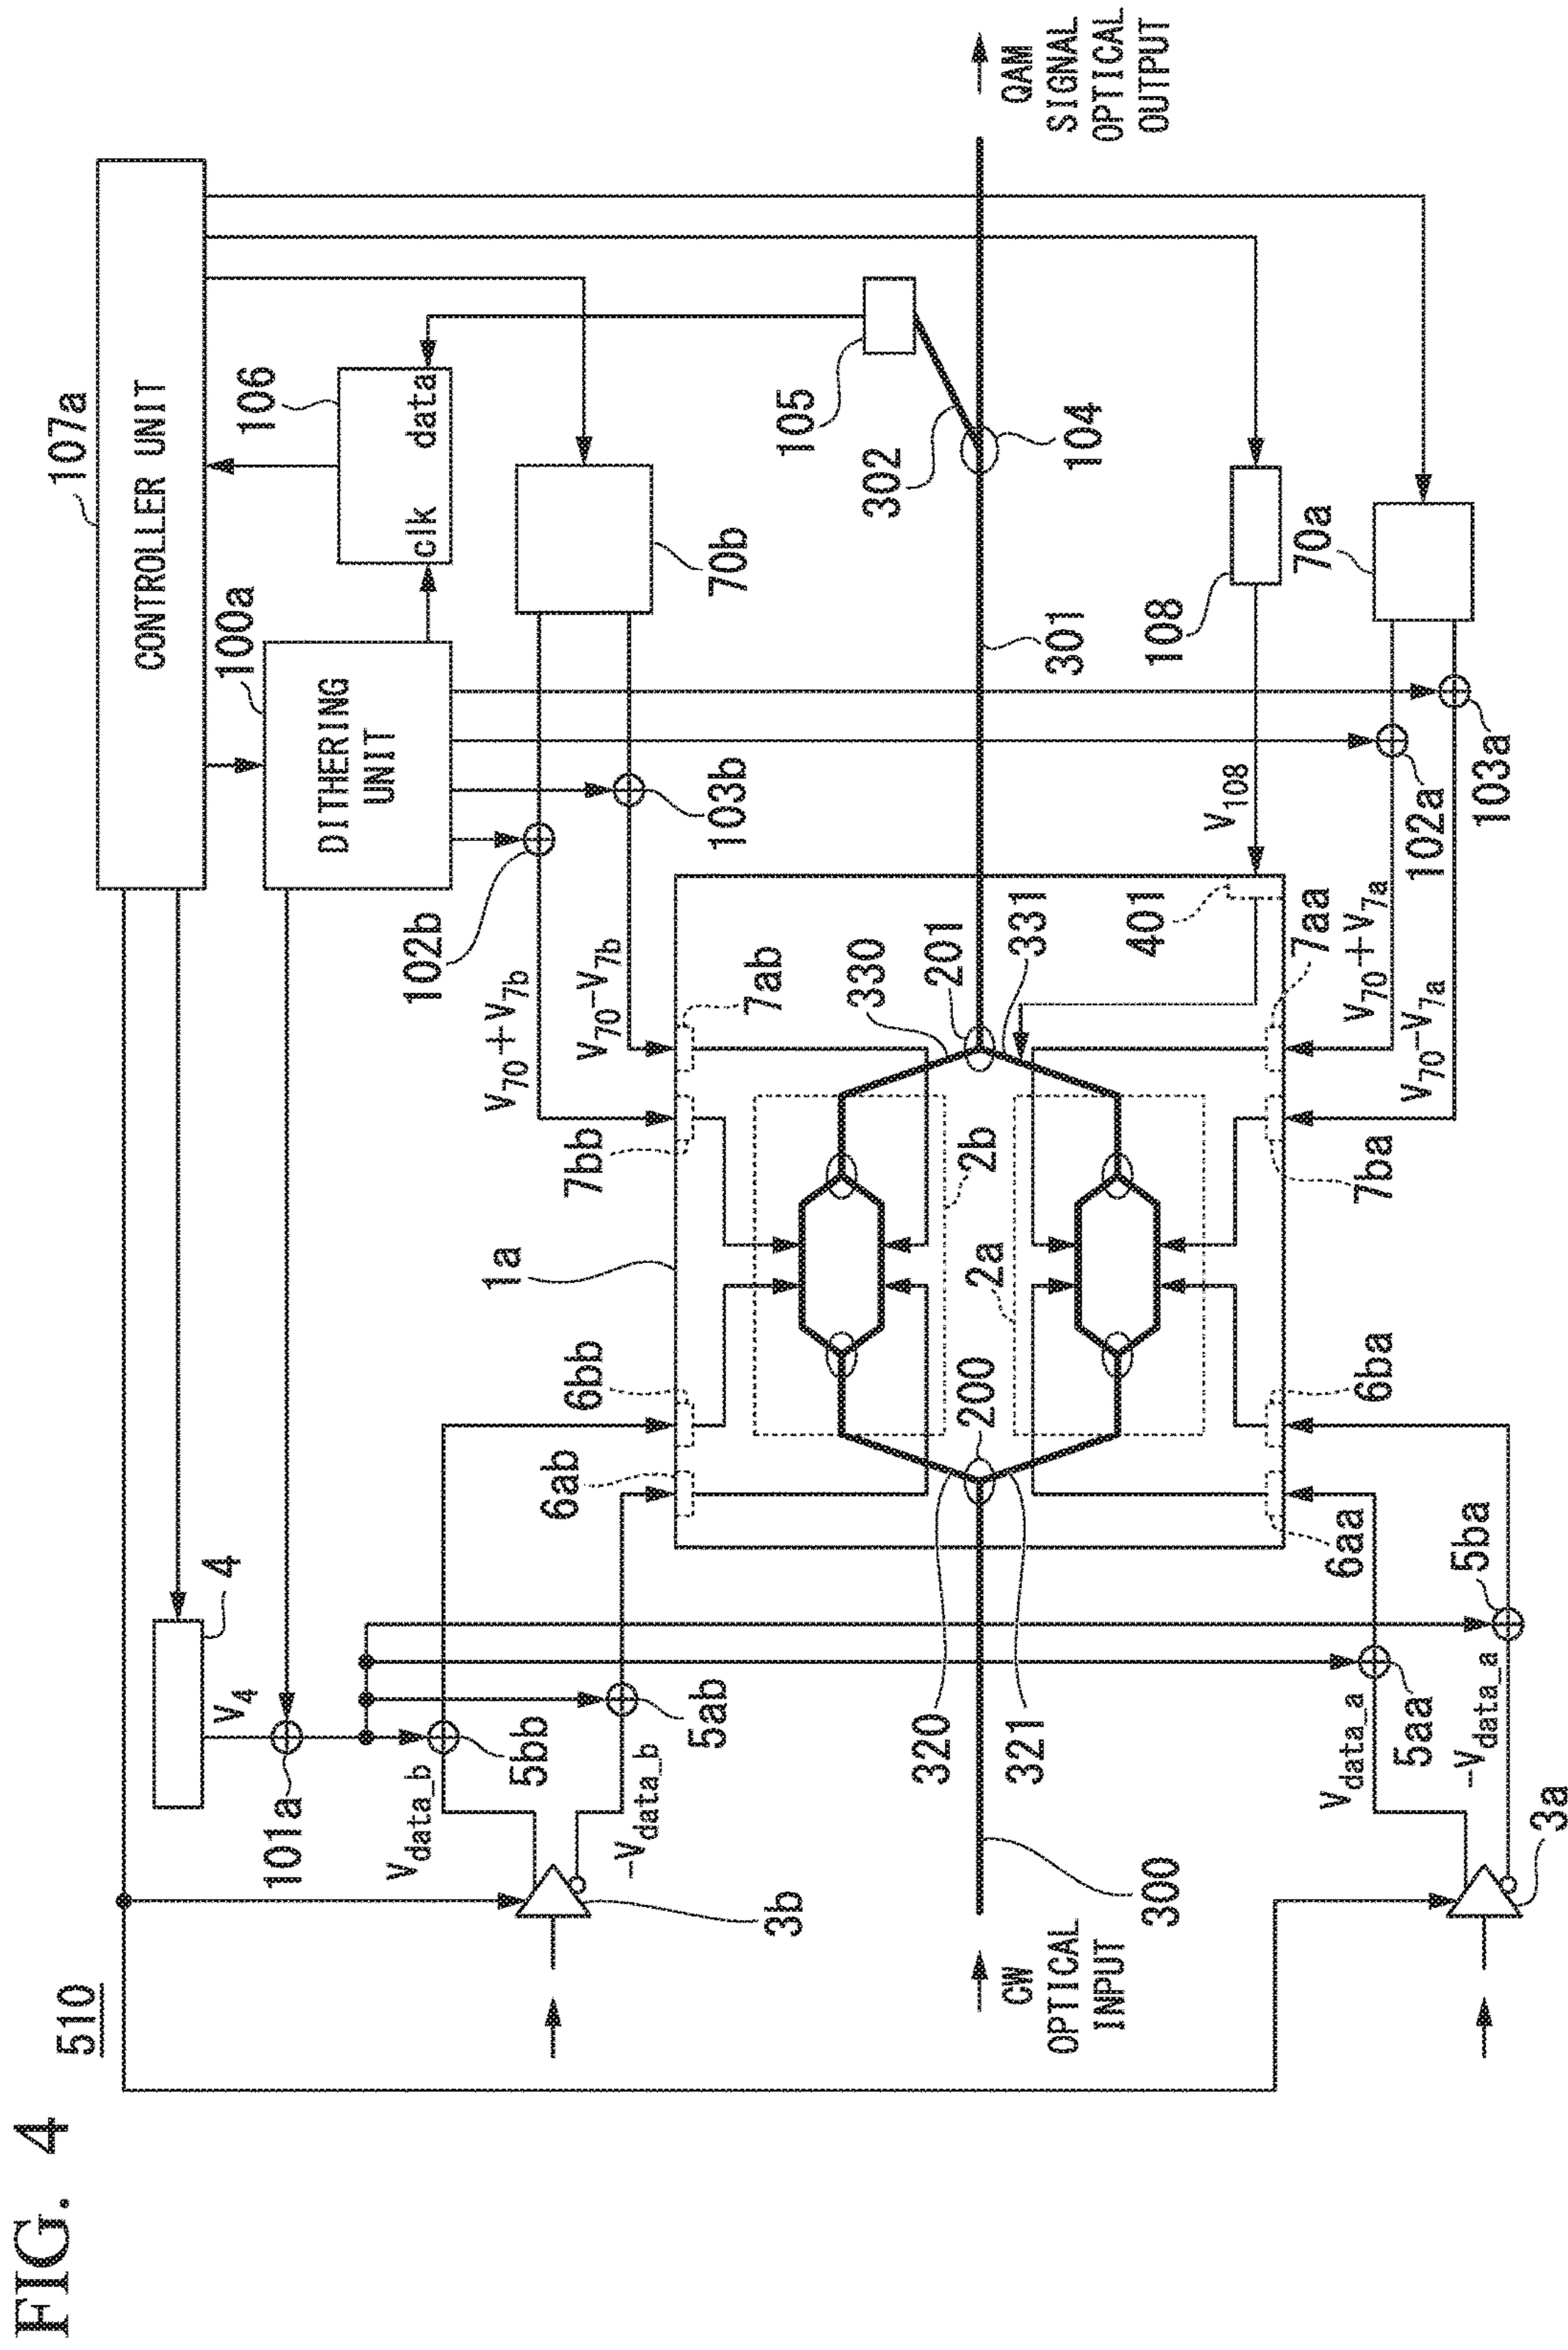 FIG. 4
510
107a
CONTROLLER UNIT
100a
DITHERING
UNIT
106
clk
data
4
V4
101a
Vdata_b
5bb
-Vdata_b
5ab
3b
102b
V70+V7b
V70-V7b
103b
70b
105
302
104
1a
6ab
6bb
7bb
7ab
2b
2a
330
201
331
401
200
320
321
300
301
CW
OPTICAL
INPUT
QAM
SIGNAL
OPTICAL
OUTPUT
108
V108
70a
6aa
6ba
7ba
7aa
V70+V7a
102a
V70-V7a
103a
Vdata_a
5aa
-Vdata_a
5ba
3a